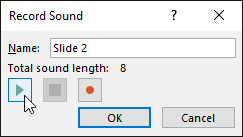 Record Sound ? ×
Name: Slide 2
Total sound length: 8
OK Cancel